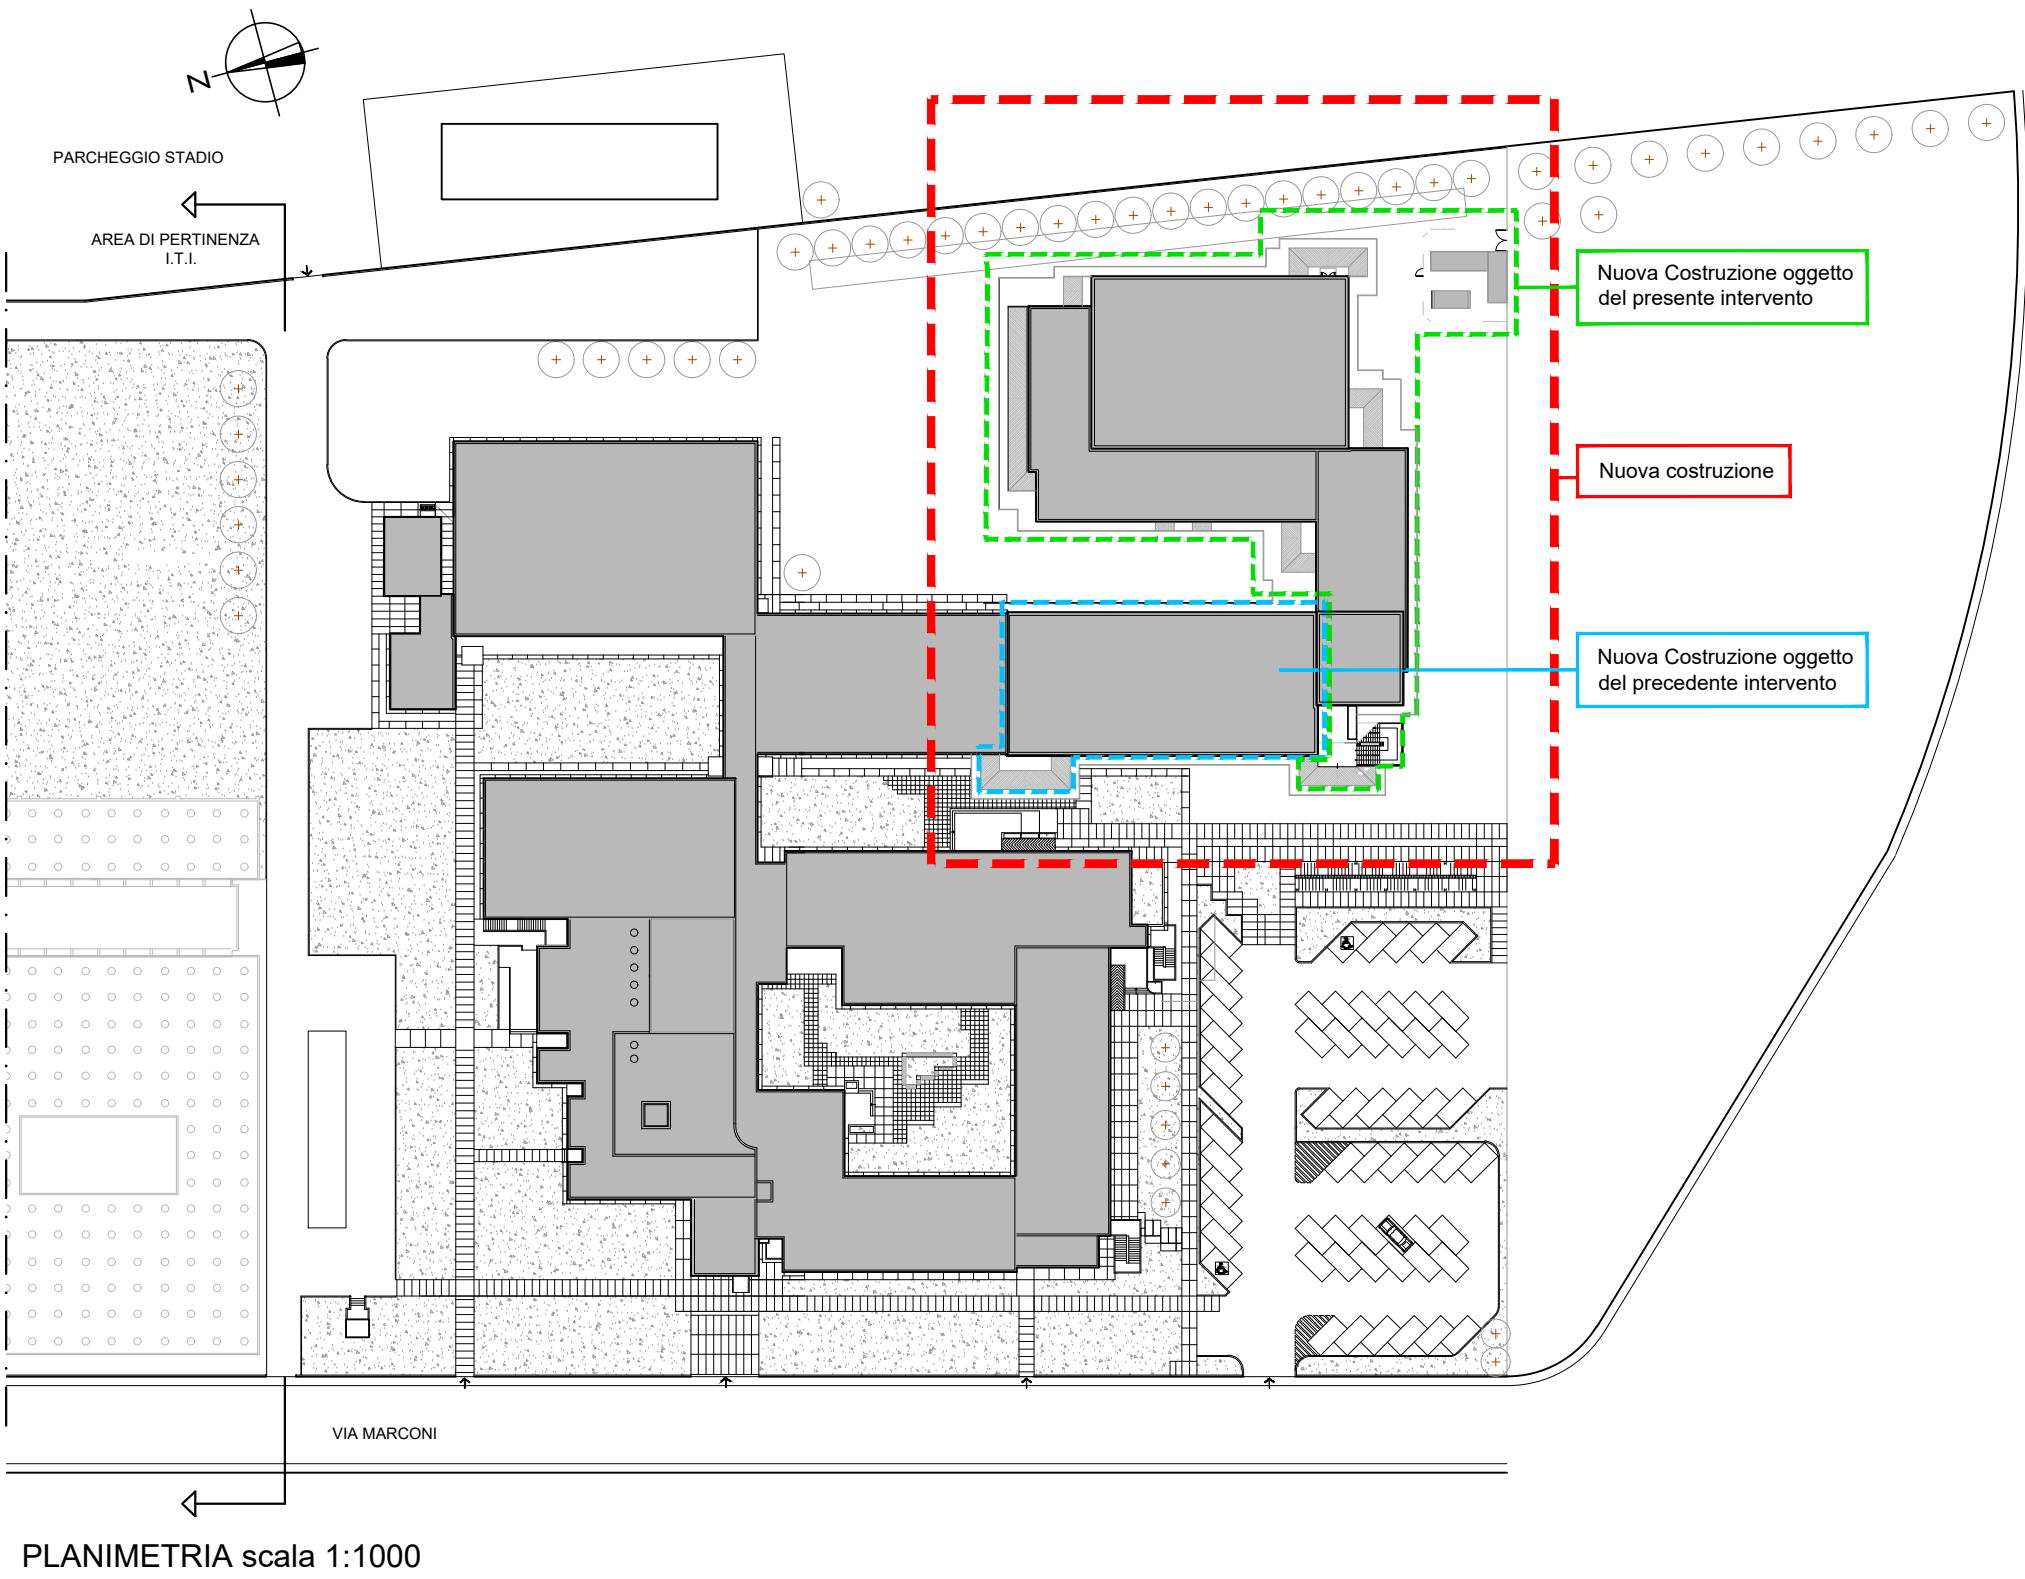 N
PARCHEGGIO STADIO
AREA DI PERTINENZA
I.T.I.
Nuova Costruzione oggetto
del presente intervento
Nuova costruzione
Nuova Costruzione oggetto
del precedente intervento
VIA MARCONI
PLANIMETRIA scala 1:1000